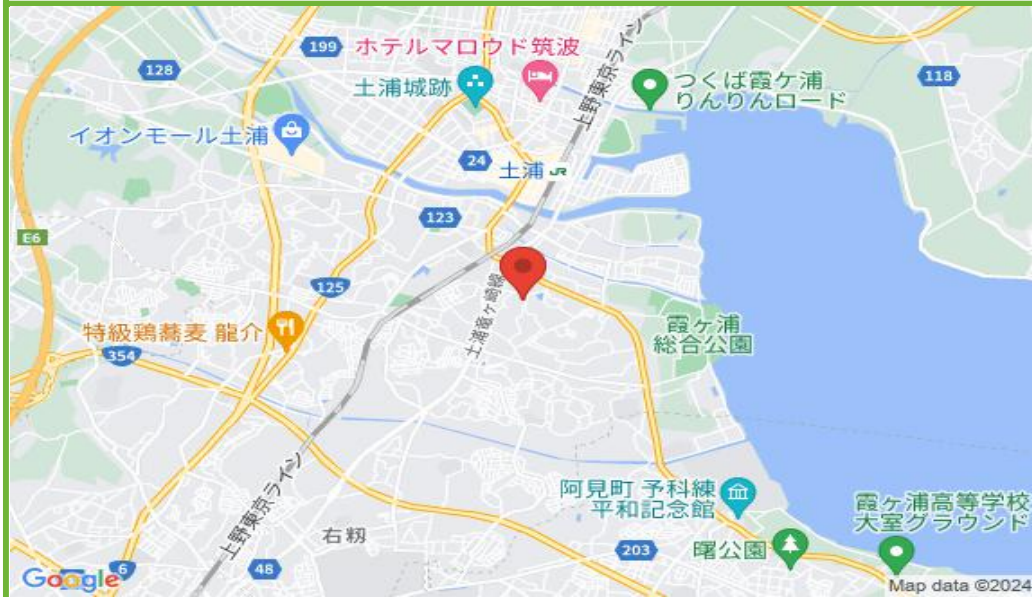 199
ホテルマロウド筑波
128
土浦城跡
上野東京ライン
つくば霞ケ浦
りんりんロード
118
イオンモール土浦
24
土浦 JR
123
E6
125
土浦竜ヶ崎線
特級鶏蕎麦 龍介
354
霞ヶ浦
総合公園
上野東京ライン
阿見町 予科練
平和記念館
霞ヶ浦高等学校
大室グラウンド
右籾
203
曙公園
48
6
Google
Map data ©2024